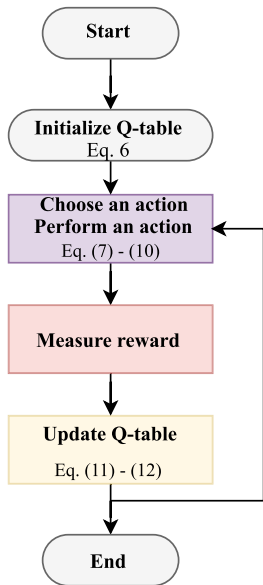 Start
Initialize Q-table
Eq. 6
Choose an action
Perform an action
Eq. (7) - (10)
Measure reward
Update Q-table
Eq. (11) - (12)
End